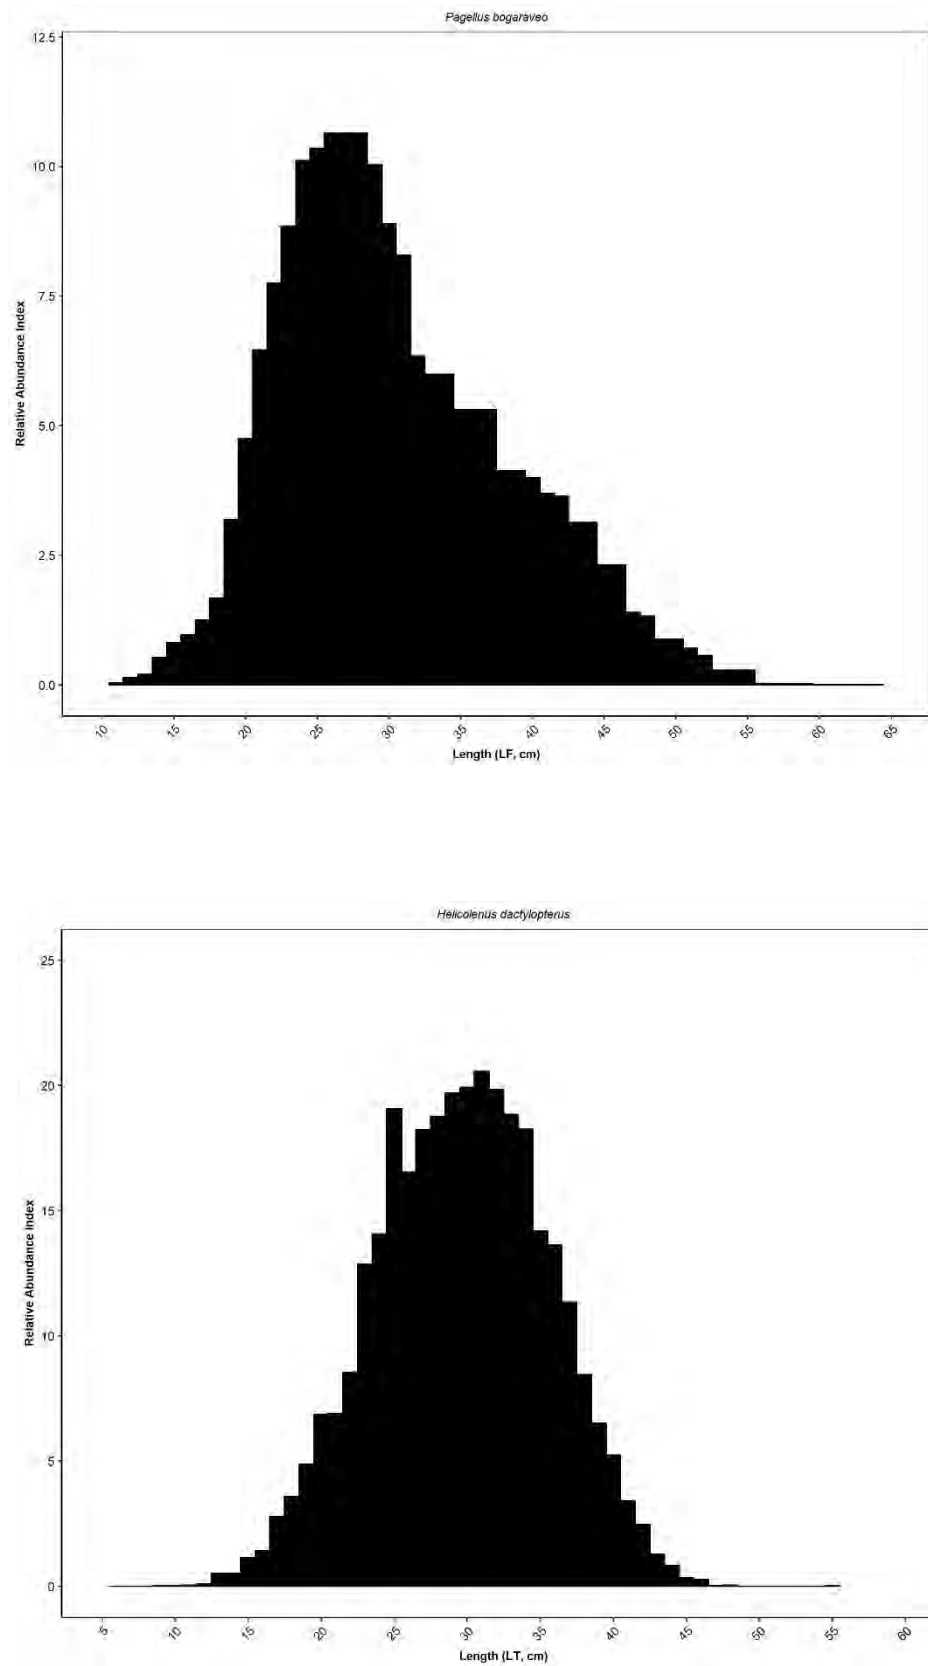 Pagellus bogaraveo
12.5
10.0
7.5
5.0
2.5
0.0
Relative Abundance Index
10 15 20 25 30 35 40 45 50 55 60 65
Length (LF, cm)
Helicolenus dactylopterus
25
20
15
10
5
0
Relative Abundance Index
5 10 15 20 25 30 35 40 45 50 55 60
Length (LT, cm)